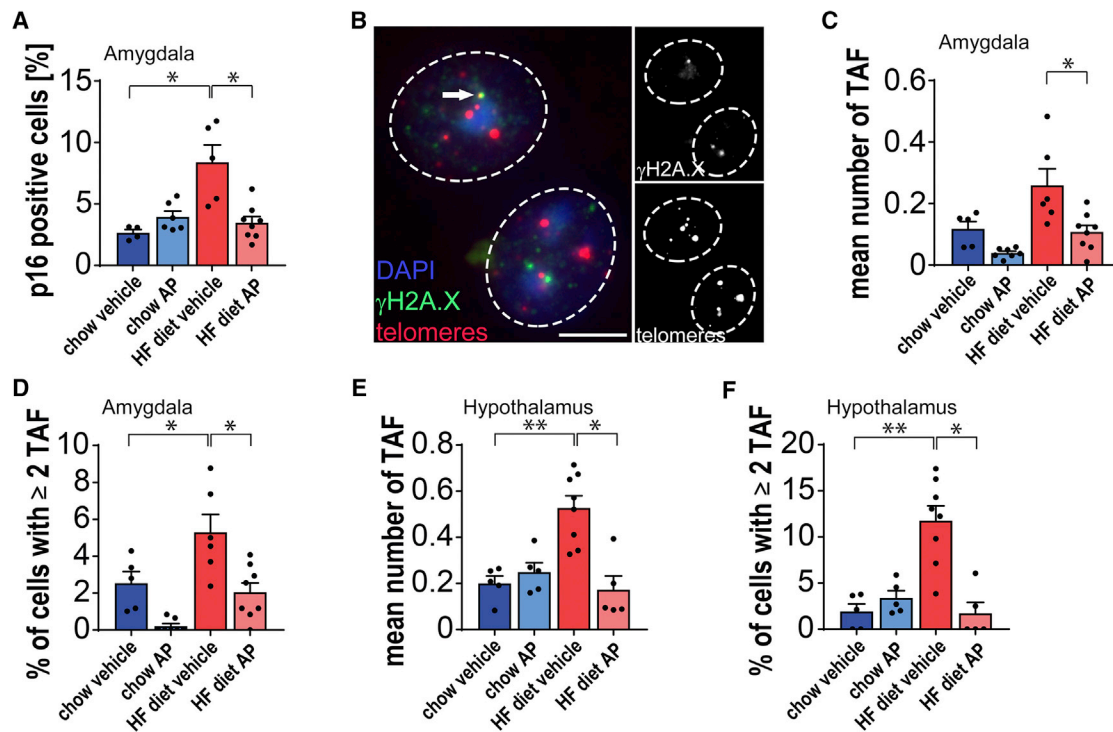 A
Amygdala
p16 positive cells [%]
* *
15
10
5
0
chow vehicle
chow AP
HF diet vehicle
HF diet AP
B
DAPI
γH2A.X
telomeres
γH2A.X
telomeres
C
Amygdala
mean number of TAF
*
0.6
0.4
0.2
0
chow vehicle
chow AP
HF diet vehicle
HF diet AP
D
Amygdala
% of cells with ≥ 2 TAF
* *
10
8
6
4
2
0
chow vehicle
chow AP
HF diet vehicle
HF diet AP
E
Hypothalamus
mean number of TAF
** *
0.8
0.6
0.4
0.2
0
chow vehicle
chow AP
HF diet vehicle
HF diet AP
F
Hypothalamus
% of cells with ≥ 2 TAF
** *
20
15
10
5
0
chow vehicle
chow AP
HF diet vehicle
HF diet AP